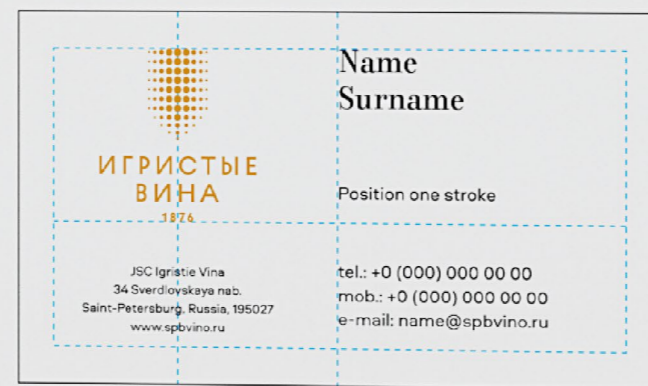 ИГРИСТЫЕ
ВИНА
1876
JSC Igristie Vina
34 Sverdlovskaya nab.
Saint-Petersburg, Russia, 195027
www.spbvino.ru
Name
Surname
Position one stroke
tel.: +0 (000) 000 00 00
mob.: +0 (000) 000 00 00
e-mail: name@spbvino.ru